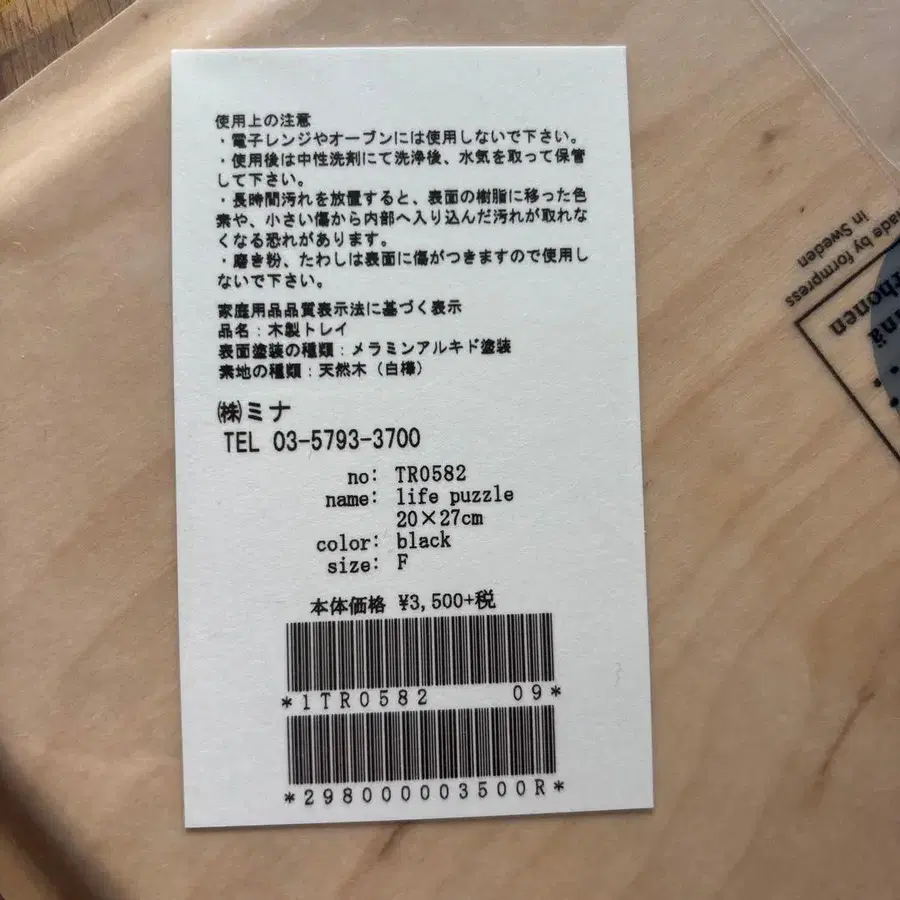 使用上の注意
・電子レンジやオーブンには使用しないで下さい。
・使用後は中性洗剤にて洗浄後、水気を取って保管
して下さい。
・長時間汚れを放置すると、表面の樹脂に移った色
素や、小さい傷から内部へ入り込んだ汚れが取れな
くなる恐れがあります。
・磨き粉、たわしは表面に傷がつきますので使用し
ないで下さい。
家庭用品品質表示法に基づく表示
品名：木製トレイ
表面塗装の種類：メラミンアルキド塗装
素地の種類：天然木（白樺）
㈱ミナ
TEL 03-5793-3700
no: TR0582
name: life puzzle
20×27cm
color: black
size: F
本体価格 ¥3,500+税
*1TR0582 09*
*298000003500R*
made by formpress
in Sweden